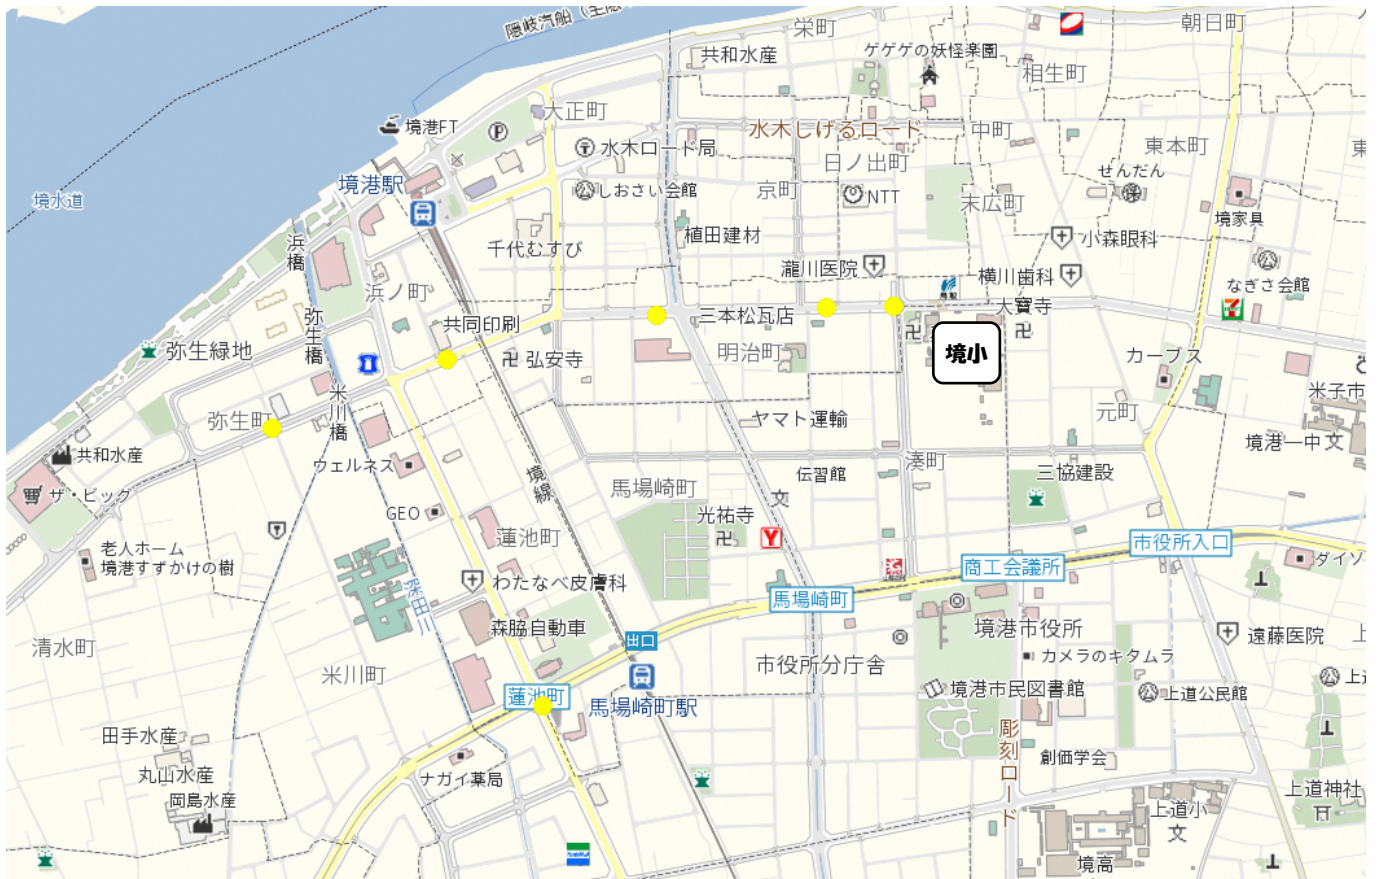 隠岐汽船
栄町
朝日町
共和水産
ゲゲゲの妖怪楽園
相生町
大正町
境港FT
P
水木しげるロード
中町
水木ロード局
日ノ出町
東本町
東
境港駅
しおさい会館
京町
NTT
せんだん
末広町
境水道
境家具
植田建材
千代むすび
小森眼科
浜橋
瀧川医院
横川歯科
なぎさ会館
浜ノ町
大寶寺
共同印刷
三本松瓦店
弥生橋
弥生緑地
弘安寺
明治町
境小
カーブス
米子市
米川橋
弥生町
ヤマト運輸
元町
境港一中
文
共和水産
ウェルネス
伝習館
湊町
三協建設
ザ・ビッグ
境線
馬場崎町
文
GEO
光祐寺
Y
蓮池町
市役所入口
老人ホーム
境港すずかけの樹
商工会議所
ダイソ
わたなべ皮膚科
深田川
馬場崎町
森脇自動車
出口
境港市役所
遠藤医院
上
清水町
市役所分庁舎
カメラのキタムラ
米川町
蓮池町
馬場崎町駅
境港市民図書館
上道公民館
上
田手水産
彫刻ロード
丸山水産
ナガイ薬局
創価学会
岡島水産
上道神社
上道小
文
境高